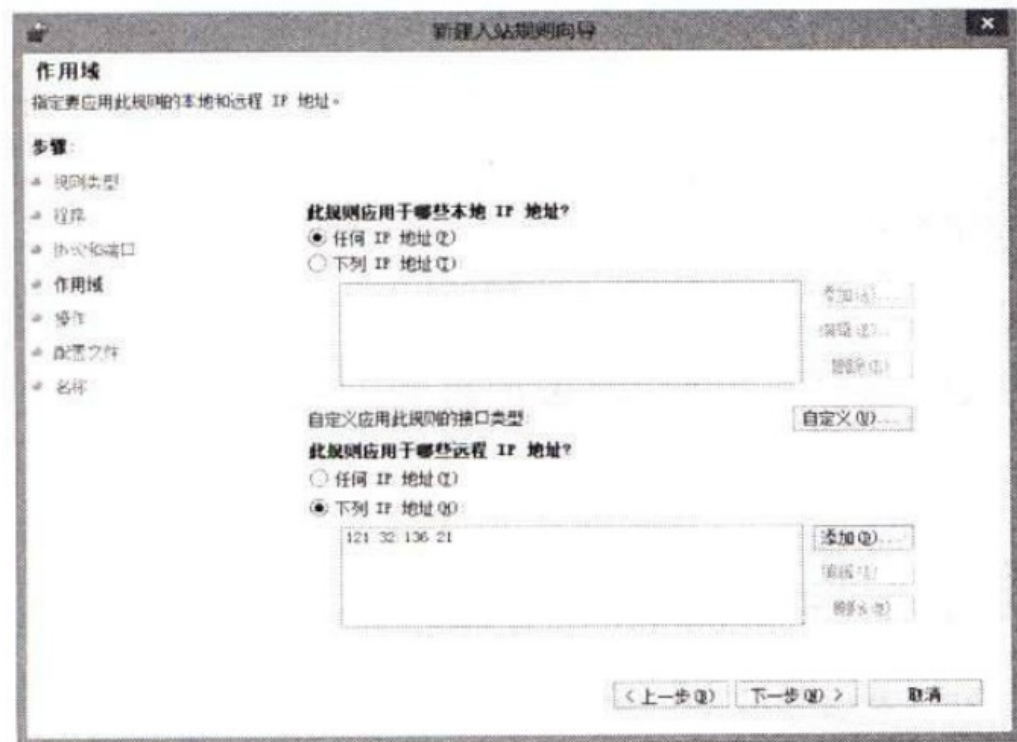 新建入站规则向导
作用域
指定要应用此规则的本地和远程 IP 地址。
步骤:
规则类型
程序
协议和端口
作用域
操作
配置文件
名称
此规则应用于哪些本地 IP 地址?
任何 IP 地址(P)
下列 IP 地址(T):
添加(A)...
编辑(E)...
删除
自定义应用此规则的接口类型:
自定义(U)...
此规则应用于哪些远程 IP 地址?
任何 IP 地址(Y)
下列 IP 地址(H):
121 32 136 21
添加(D)...
编辑
删除
< 上一步(B)
下一步(N) >
取消